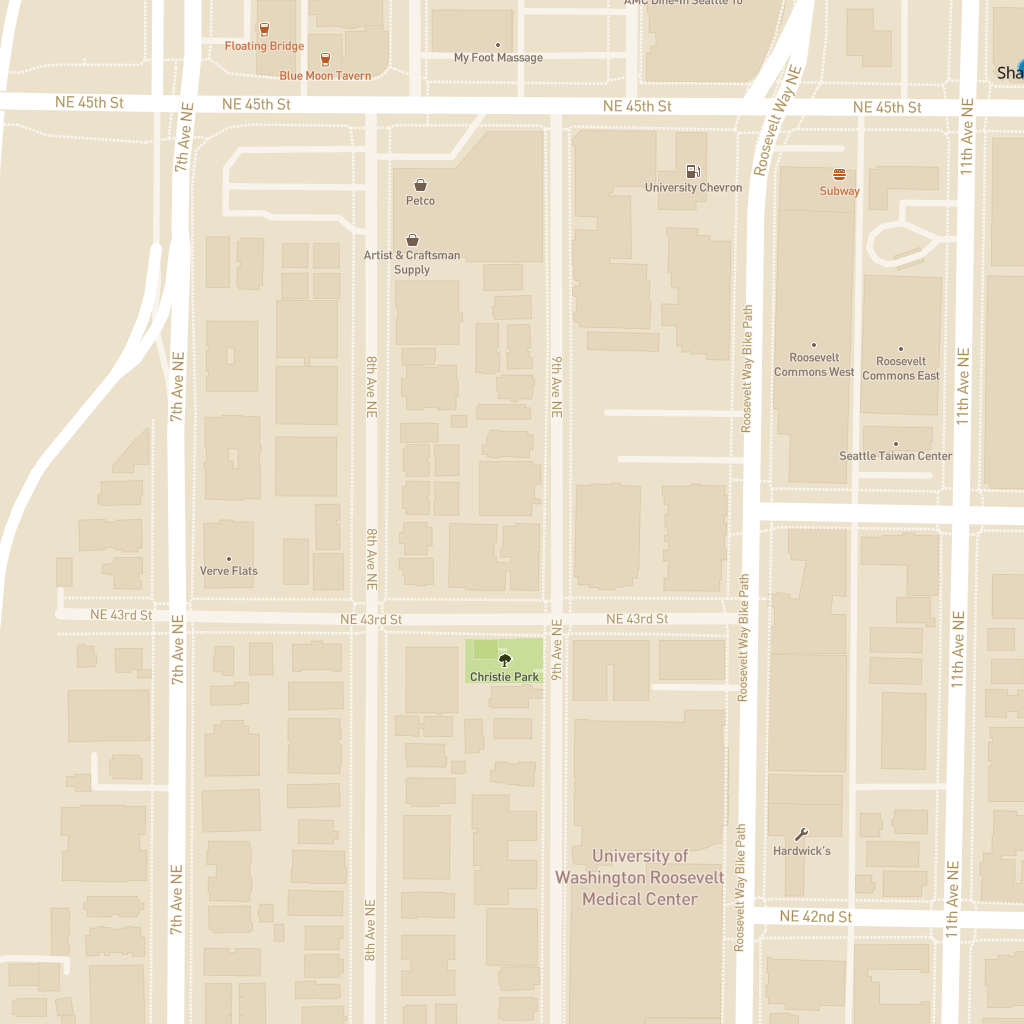 AMC Dine-In Seattle 10
Floating Bridge
My Foot Massage
Blue Moon Tavern
Sha
NE 45th St
NE 45th St
NE 45th St
NE 45th St
7th Ave NE
Roosevelt Way NE
11th Ave NE
University Chevron
Subway
Petco
Artist & Craftsman
Supply
7th Ave NE
8th Ave NE
9th Ave NE
Roosevelt Way Bike Path
Roosevelt
Commons West
Roosevelt
Commons East
11th Ave NE
Seattle Taiwan Center
8th Ave NE
Verve Flats
Roosevelt Way Bike Path
NE 43rd St
NE 43rd St
NE 43rd St
7th Ave NE
9th Ave NE
11th Ave NE
Christie Park
Hardwick's
University of
Washington Roosevelt
Medical Center
7th Ave NE
8th Ave NE
Roosevelt Way Bike Path
NE 42nd St
11th Ave NE